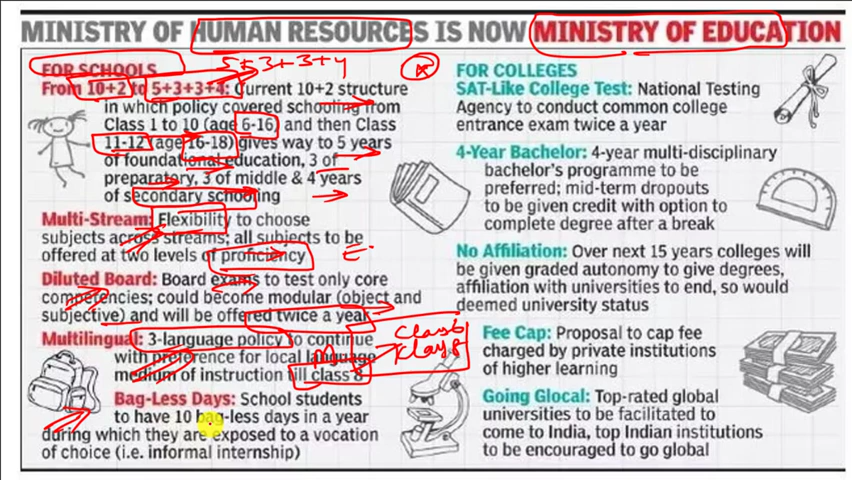 MINISTRY OF HUMAN RESOURCES IS NOW MINISTRY OF EDUCATION
FOR SCHOOLS
5+3+3+4
From 10+2 to 5+3+3+4: Current 10+2 structure
in which policy covered schooling from
Class 1 to 10 (age 6-16) and then Class
11-12 (age 16-18) gives way to 5 years
of foundational education, 3 of
preparatory, 3 of middle & 4 years
of secondary schooling
Multi-Stream: Flexibility to choose
subjects across streams; all subjects to be
offered at two levels of proficiency
E
Diluted Board: Board exams to test only core
competencies; could become modular (object and
subjective) and will be offered twice a year
Multilingual: 3-language policy to continue
with preference for local language
medium of instruction till class 8
m
class 6
class 8
Bag-Less Days: School students
to have 10 bag-less days in a year
during which they are exposed to a vocation
of choice (i.e. informal internship)
FOR COLLEGES
SAT-Like College Test: National Testing
Agency to conduct common college
entrance exam twice a year
4-Year Bachelor: 4-year multi-disciplinary
bachelor's programme to be
preferred; mid-term dropouts
to be given credit with option to
complete degree after a break
No Affiliation: Over next 15 years colleges will
be given graded autonomy to give degrees,
affiliation with universities to end, so would
deemed university status
Fee Cap: Proposal to cap fee
charged by private institutions
of higher learning
Going Glocal: Top-rated global
universities to be facilitated to
come to India, top Indian institutions
to be encouraged to go global